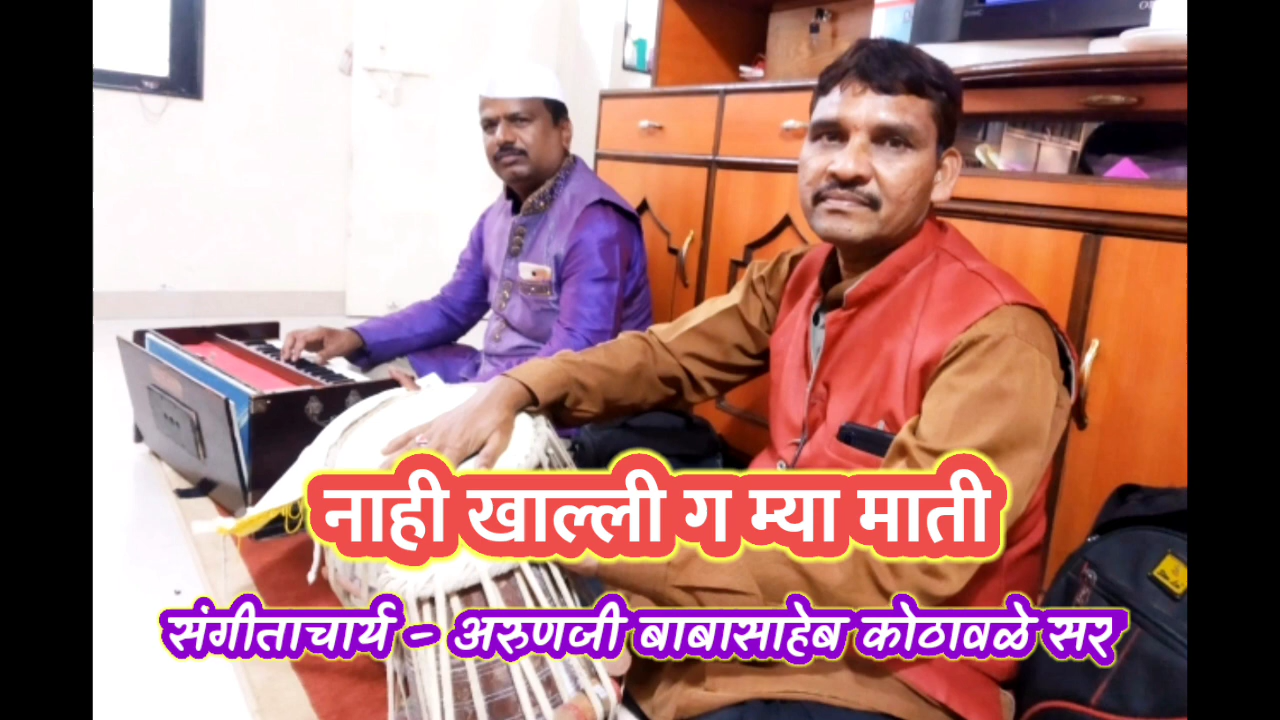 नाही खाल्ली ग म्या माती
संगीताचार्य - अरुणजी बाबासाहेब कोठावळे सर